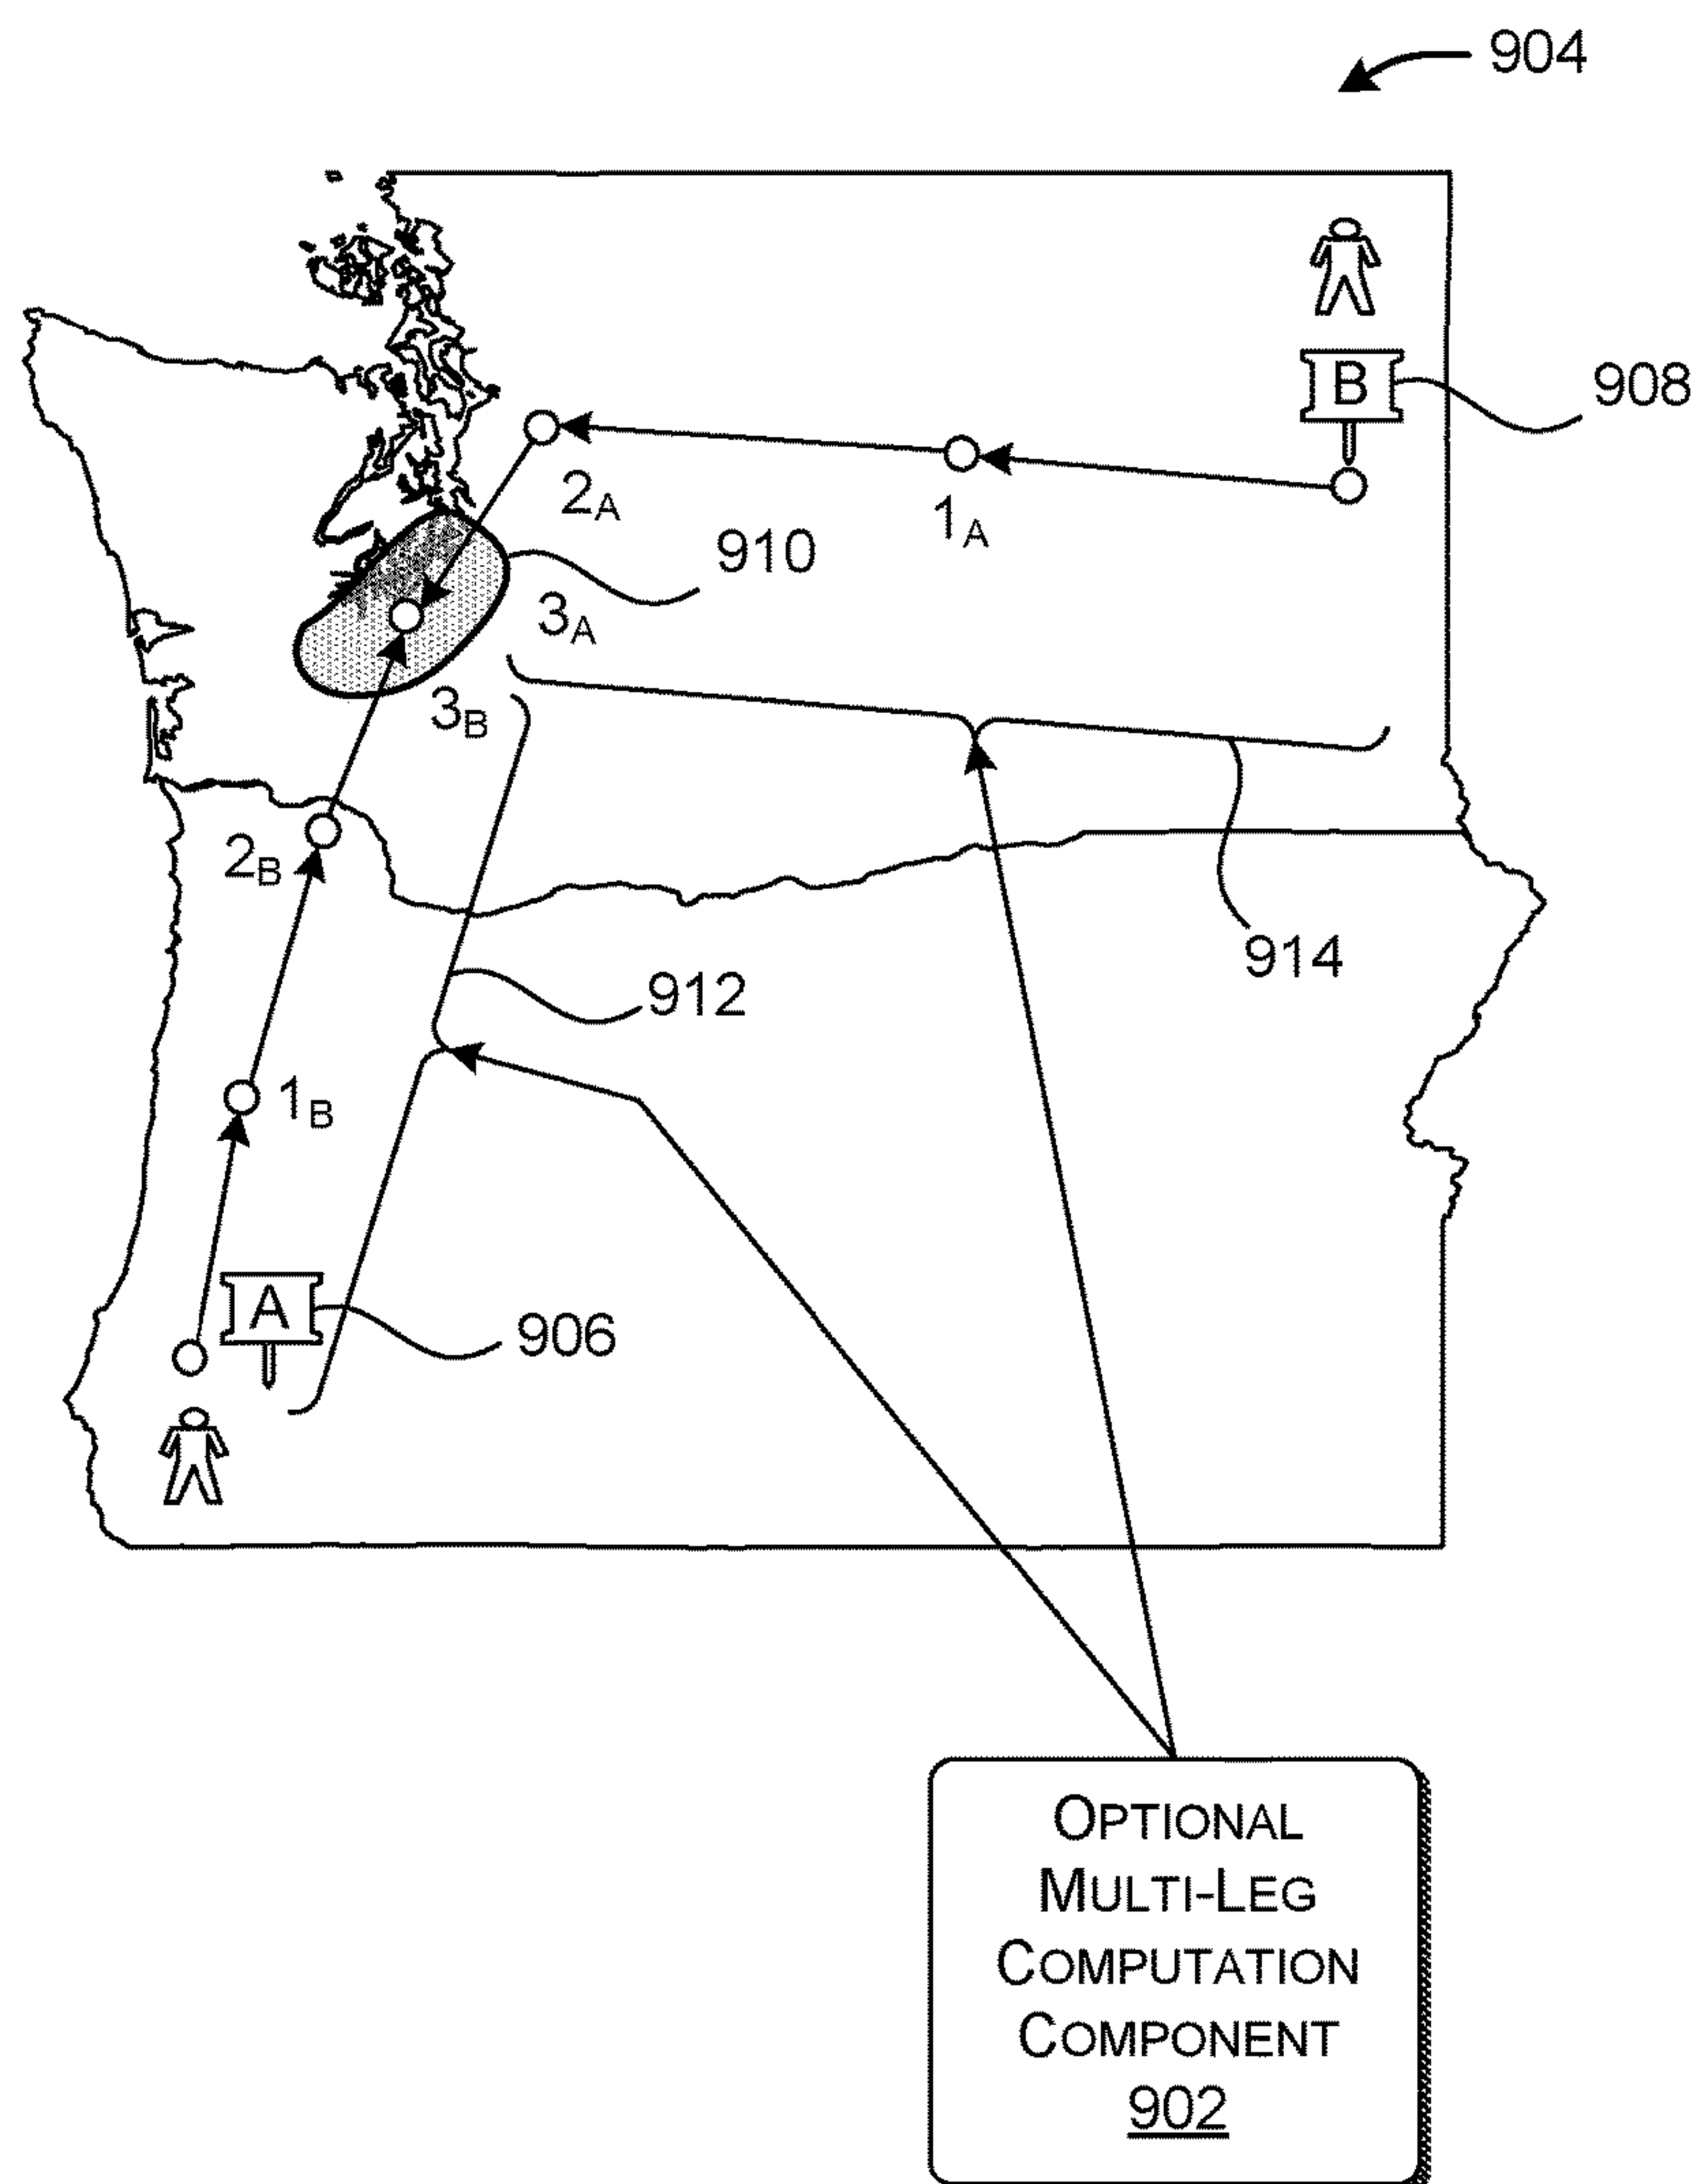 904
B
908
2A
1A
910
3A
3B
2B
914
912
1B
A
906
OPTIONAL
MULTI-LEG
COMPUTATION
COMPONENT
902